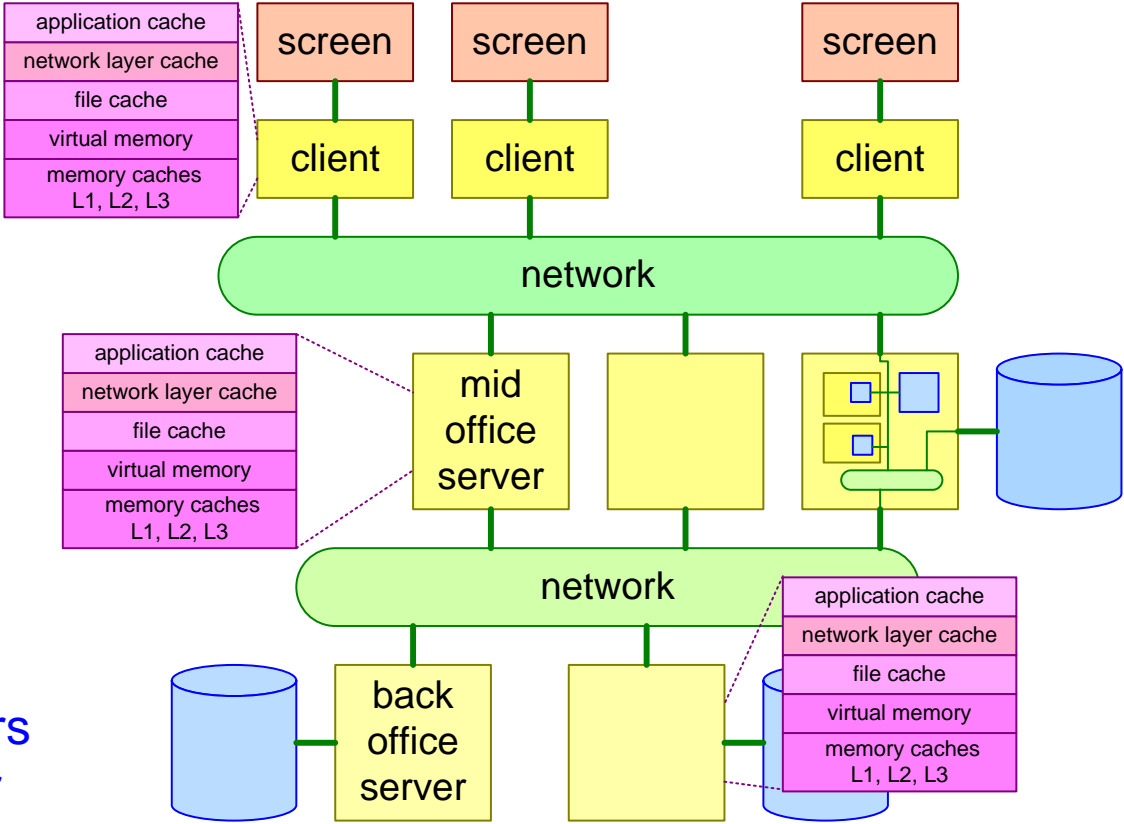 application cache
network layer cache
file cache
virtual memory
memory caches
L1, L2, L3
screen
screen
screen
client
client
client
network
application cache
network layer cache
file cache
virtual memory
memory caches
L1, L2, L3
mid
office
server
network
application cache
network layer cache
file cache
virtual memory
memory caches
L1, L2, L3
back
office
server
rs